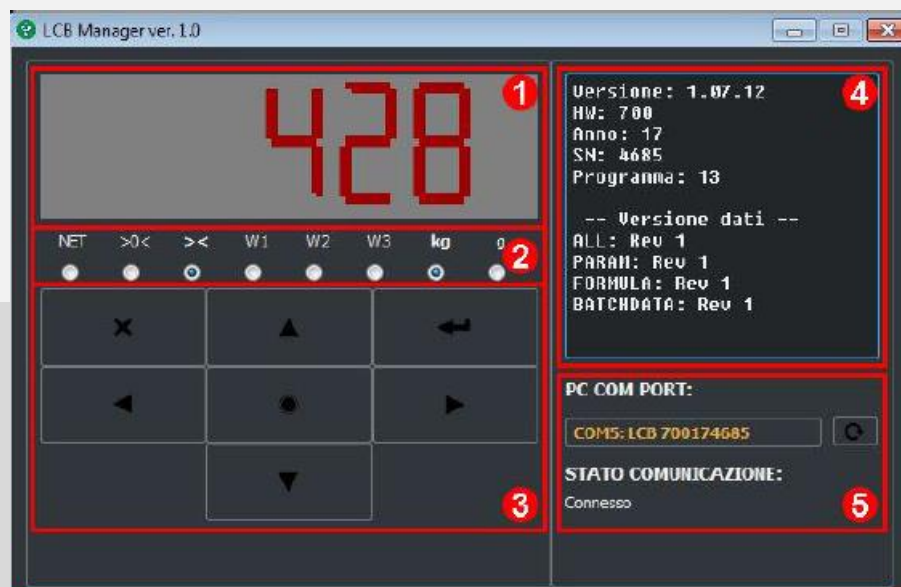 LCB Manager ver. 1.0
428
1
NET >0< >< W1 W2 W3 kg g
2
3
Versione: 1.07.12
HW: 700
Anno: 17
SN: 4685
Programma: 13
-- Versione dati --
ALL: Rev 1
PARAM: Rev 1
FORMULA: Rev 1
BATCHDATA: Rev 1
4
PC COM PORT:
COM5: LCB 700174685
STATO COMUNICAZIONE:
Connesso
5